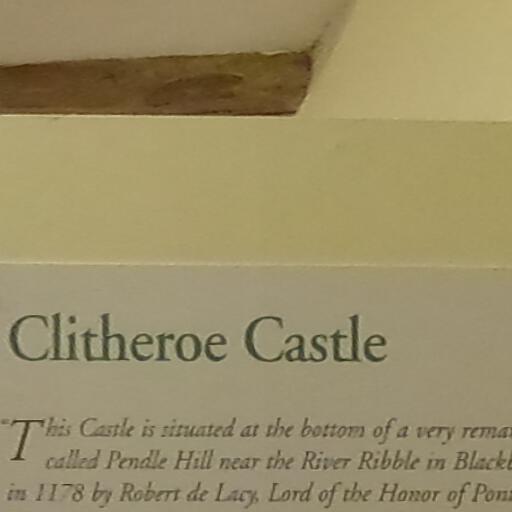 Clitheroe Castle
"This Castle is situated at the bottom of a very
called Pendle Hill near the River Ribble in
in 1178 by Robert de Lacy, Lord of the Honor of